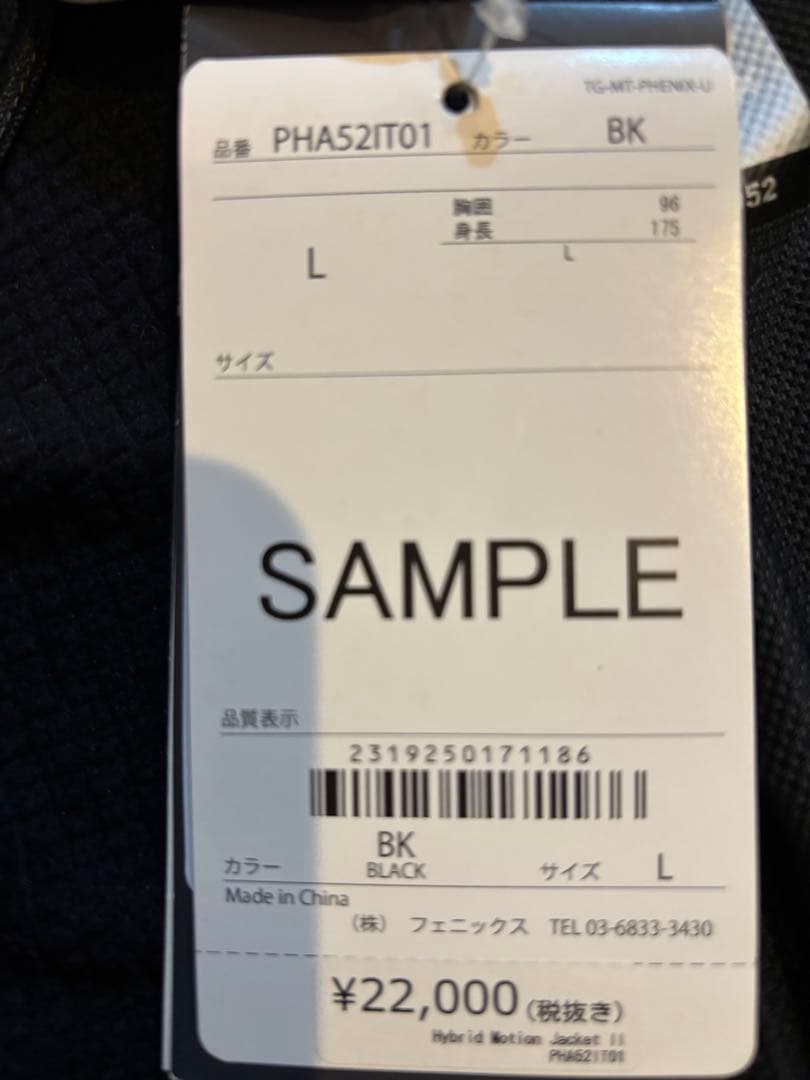 TG-MT-PHENIX-U
品番 PHA52IT01 カラー BK
52
胸囲 96
身長 175
L
L
サイズ
SAMPLE
品質表示
2319250171186
BK
カラー BLACK サイズ L
Made in China
(株) フェニックス TEL 03-6833-3430
¥22,000(税抜き)
Hybrid Motion Jacket II
PHA52IT01